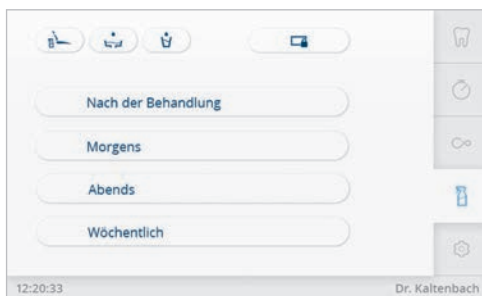 Nach der Behandlung
Morgens
Abends
Wöchentlich
12:20:33 Dr. Kaltenbach